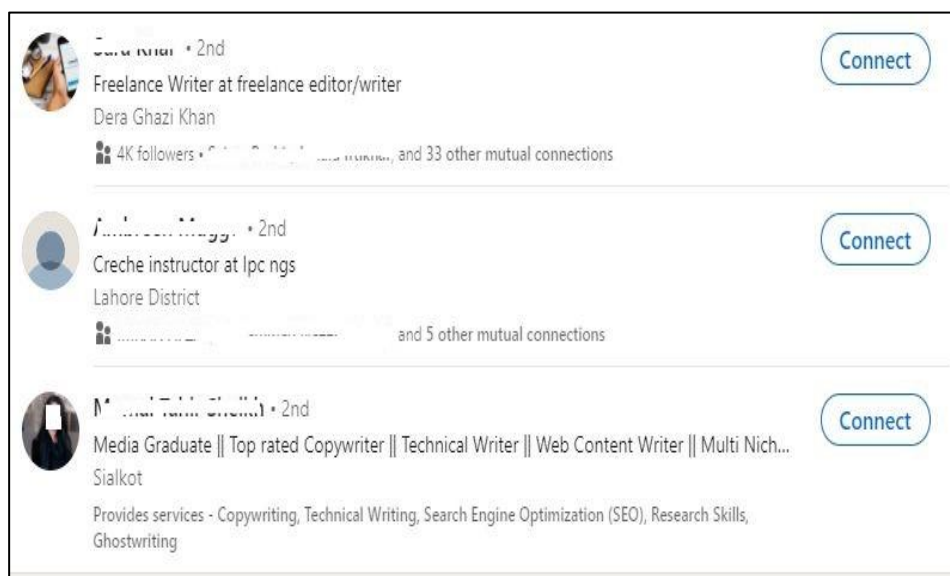 • 2nd
Connect
Freelance Writer at freelance editor/writer
Dera Ghazi Khan
4K followers • and 33 other mutual connections
• 2nd
Connect
Creche instructor at lpc ngs
Lahore District
and 5 other mutual connections
• 2nd
Connect
Media Graduate || Top rated Copywriter || Technical Writer || Web Content Writer || Multi Nich...
Sialkot
Provides services - Copywriting, Technical Writing, Search Engine Optimization (SEO), Research Skills,
Ghostwriting